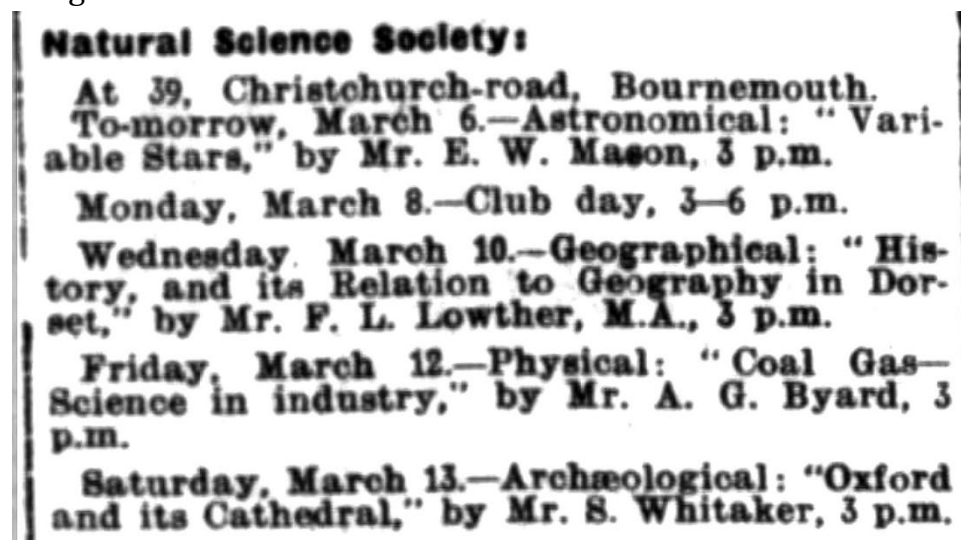 Natural Science Society:
At 39, Christchurch-road, Bournemouth.
To-morrow, March 6.—Astronomical: "Vari-
able Stars," by Mr. E. W. Mason, 3 p.m.
Monday, March 8.—Club day, 3—6 p.m.
Wednesday. March 10.—Geographical: "His-
tory, and its Relation to Geography in Dor-
set," by Mr. F. L. Lowther, M.A., 3 p.m.
Friday, March 12.—Physical: "Coal Gas—
Science in industry," by Mr. A. G. Byard, 3
p.m.
Saturday, March 13.—Archæological: "Oxford
and its Cathedral," by Mr. S. Whitaker, 3 p.m.